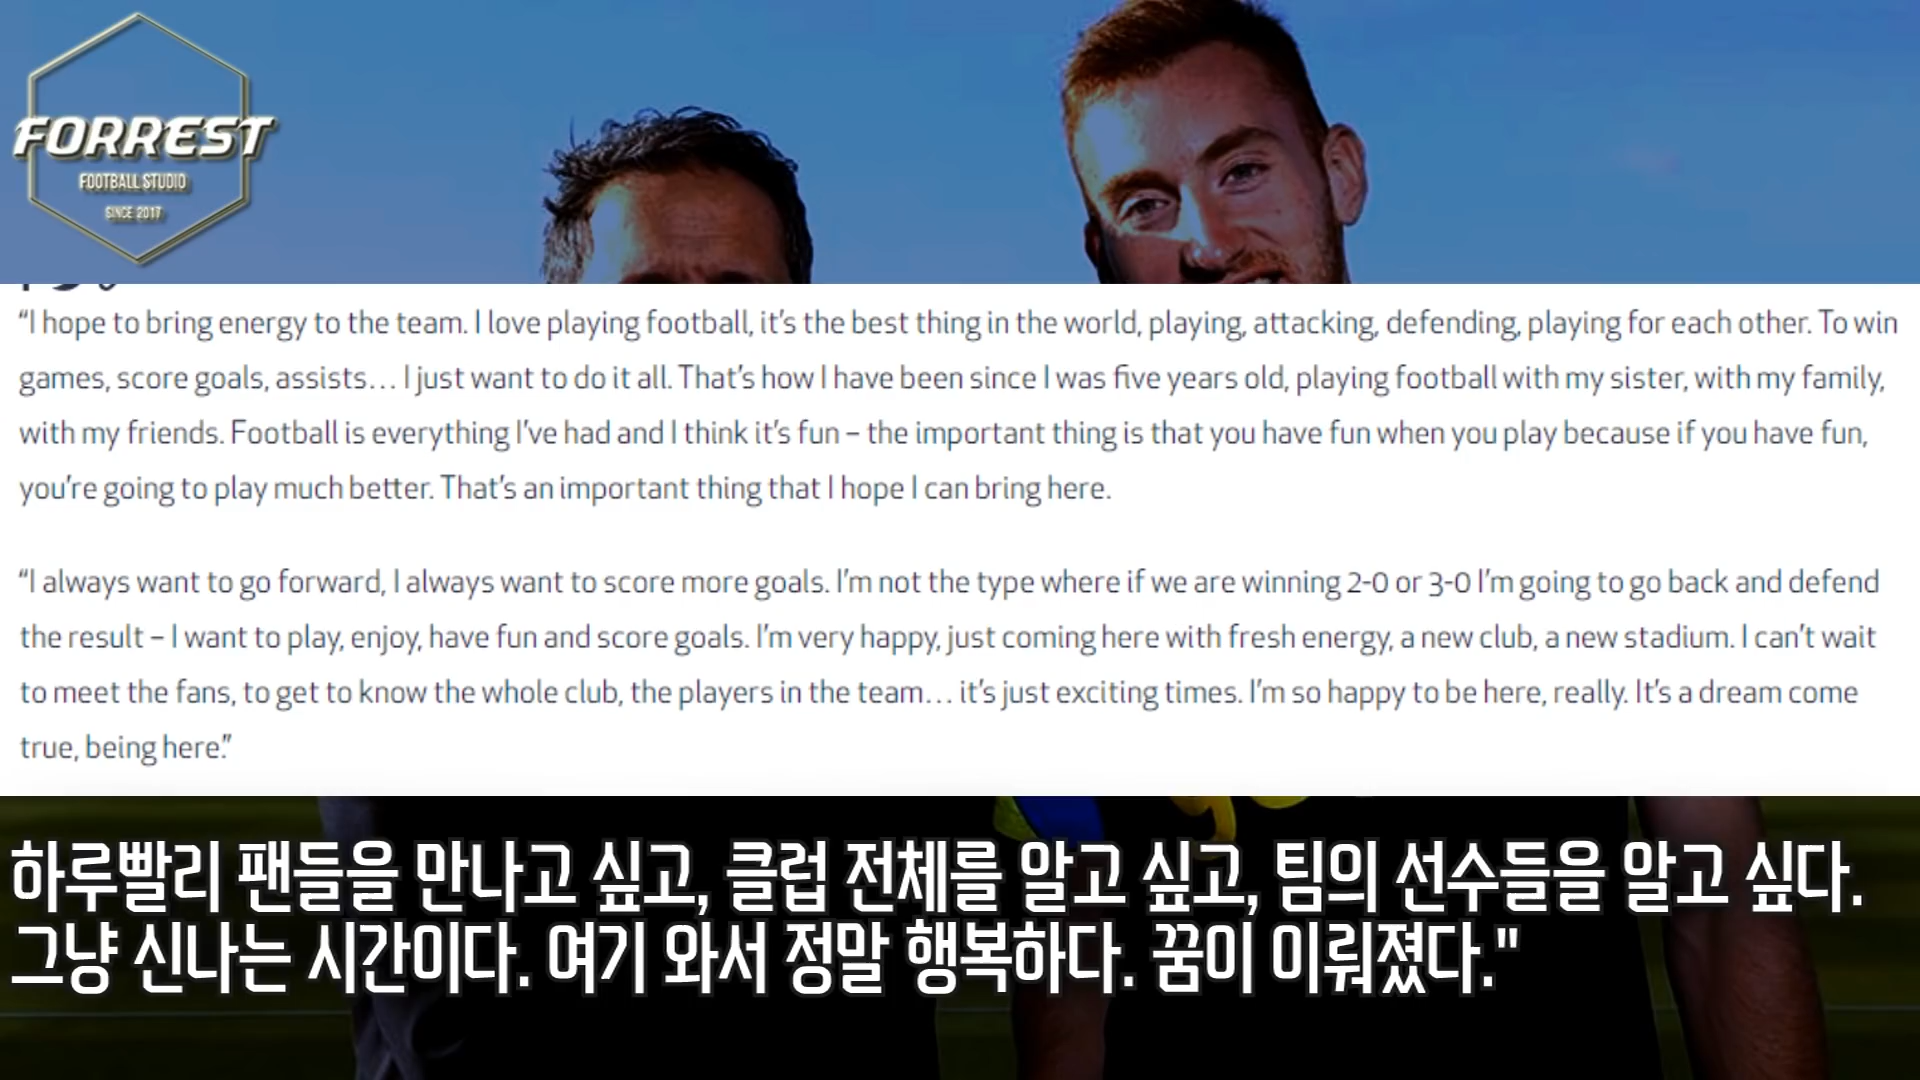 FORREST
FOOTBALL STUDIO
SINCE 2017
“I hope to bring energy to the team. I love playing football, it’s the best thing in the world, playing, attacking, defending, playing for each other. To win
games, score goals, assists… I just want to do it all. That’s how I have been since I was five years old, playing football with my sister, with my family,
with my friends. Football is everything I’ve had and I think it’s fun – the important thing is that you have fun when you play because if you have fun,
you’re going to play much better. That’s an important thing that I hope I can bring here.
“I always want to go forward, I always want to score more goals. I’m not the type where if we are winning 2-0 or 3-0 I’m going to go back and defend
the result – I want to play, enjoy, have fun and score goals. I’m very happy, just coming here with fresh energy, a new club, a new stadium. I can’t wait
to meet the fans, to get to know the whole club, the players in the team… it’s just exciting times. I’m so happy to be here, really. It’s a dream come
true, being here.”
하루빨리 팬들을 만나고 싶고, 클럽 전체를 알고 싶고, 팀의 선수들을 알고 싶다.
그냥 신나는 시간이다. 여기 와서 정말 행복하다. 꿈이 이뤄졌다."